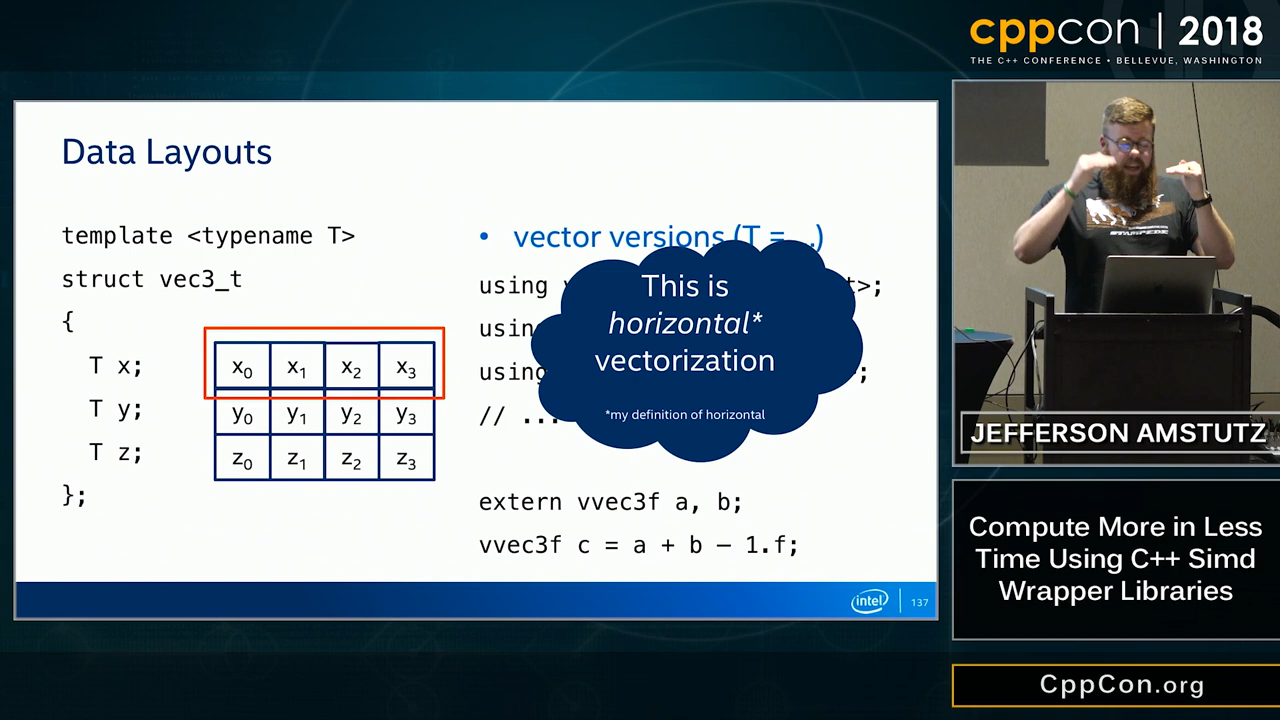 cppcon | 2018
THE C++ CONFERENCE • BELLEVUE, WASHINGTON
Data Layouts
template <typename T>
struct vec3_t
{
T x;
T y;
T z;
};
x0 x1 x2 x3
y0 y1 y2 y3
z0 z1 z2 z3
• vector versions (T = ...)
using t>;
using
using >;
// ...
This is
horizontal*
vectorization
*my definition of horizontal
extern vvec3f a, b;
vvec3f c = a + b – 1.f;
intel
137
STAMPEDE
JEFFERSON AMSTUTZ
Compute More in Less
Time Using C++ Simd
Wrapper Libraries
CppCon.org